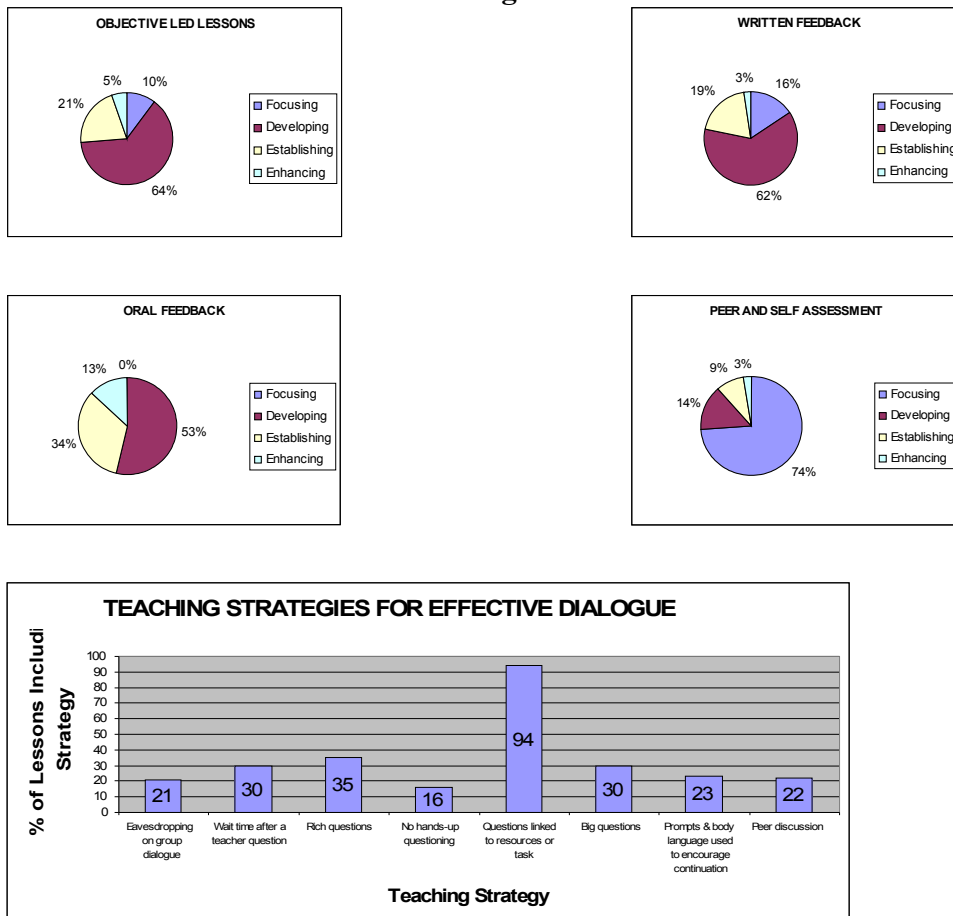 OBJECTIVE LED LESSONS
5%
10%
21%
64%
Focusing
Developing
Establishing
Enhancing
WRITTEN FEEDBACK
3%
16%
19%
62%
Focusing
Developing
Establishing
Enhancing
ORAL FEEDBACK
13%
0%
34%
53%
Focusing
Developing
Establishing
Enhancing
PEER AND SELF ASSESSMENT
9%
3%
14%
74%
Focusing
Developing
Establishing
Enhancing
TEACHING STRATEGIES FOR EFFECTIVE DIALOGUE
% of Lessons Includi
Strategy
100
90
80
70
60
50
40
30
20
10
0
21
30
35
16
94
30
23
22
Eavesdropping
on group
dialogue
Wait time after a
teacher question
Rich questions
No hands-up
questioning
Questions linked
to resources or
task
Big questions
Prompts & body
language used
to encourage
continuation
Peer discussion
Teaching Strategy